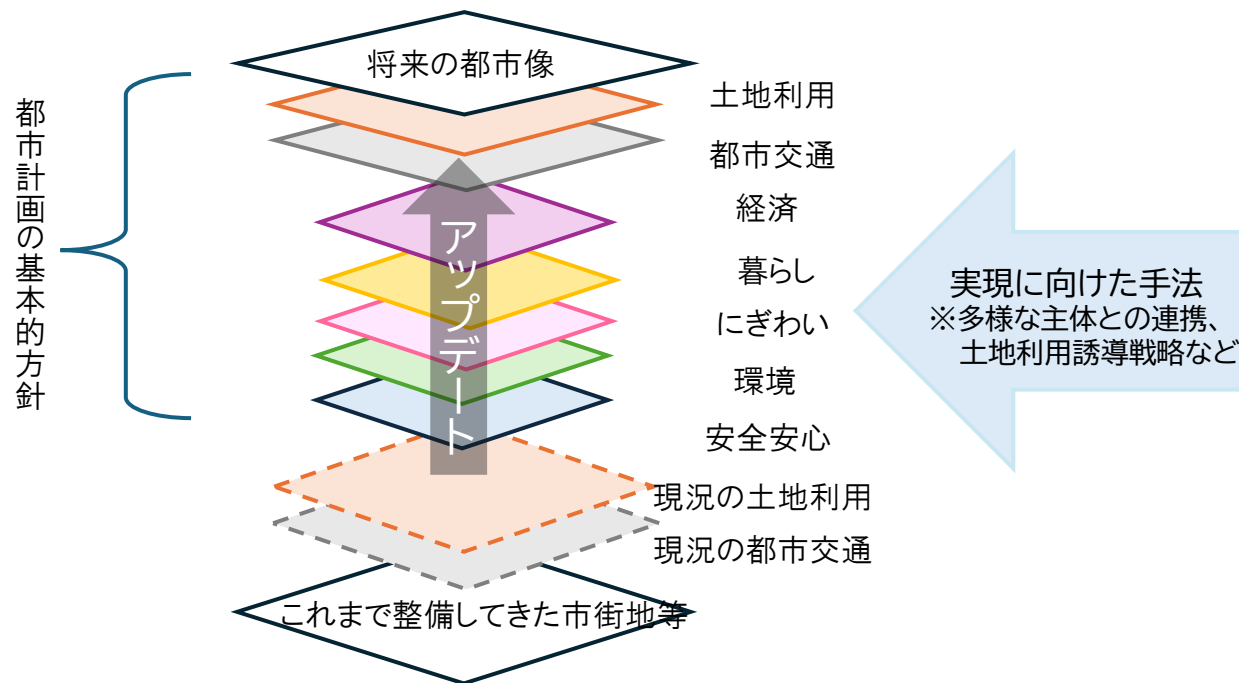 将来の都市像
土地利用
都市交通
経済
暮らし
にぎわい
環境
安全安心
現況の土地利用
現況の都市交通
これまで整備してきた市街地等
都市計画の基本的方針
アップデート
実現に向けた手法
※多様な主体との連携、
土地利用誘導戦略など